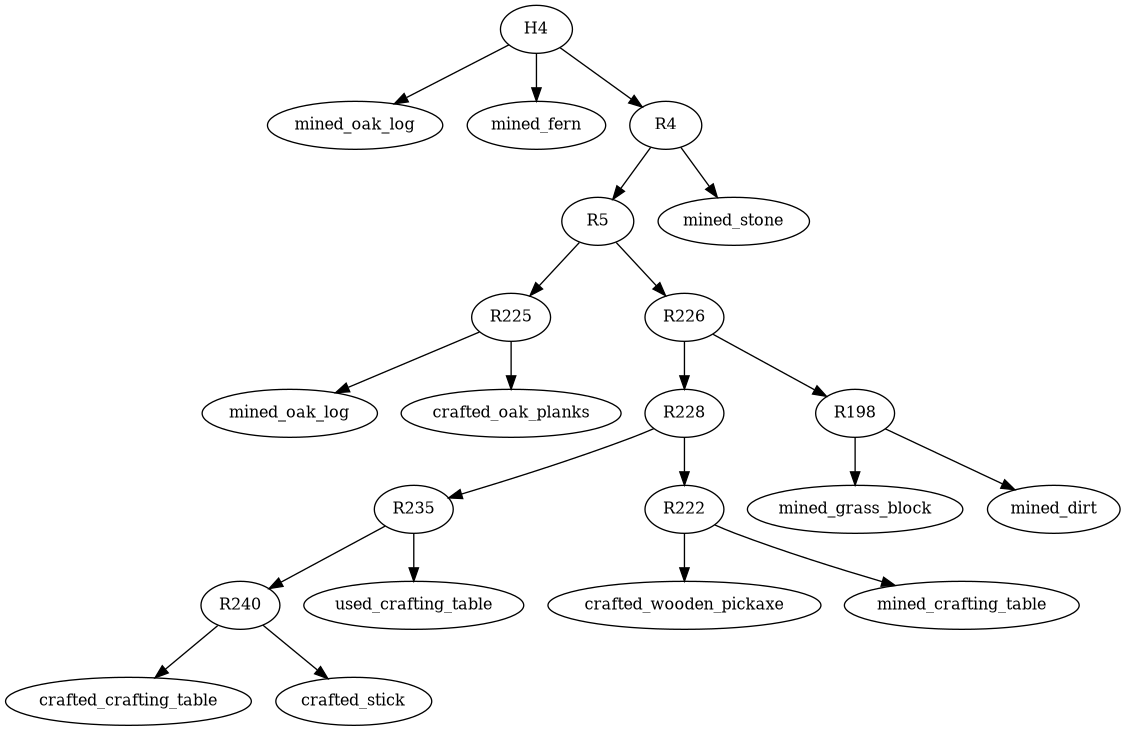 H4
mined_oak_log
mined_fern
R4
R5
mined_stone
R225
R226
mined_oak_log
crafted_oak_planks
R228
R198
R235
R222
mined_grass_block
mined_dirt
R240
used_crafting_table
crafted_wooden_pickaxe
mined_crafting_table
crafted_crafting_table
crafted_stick